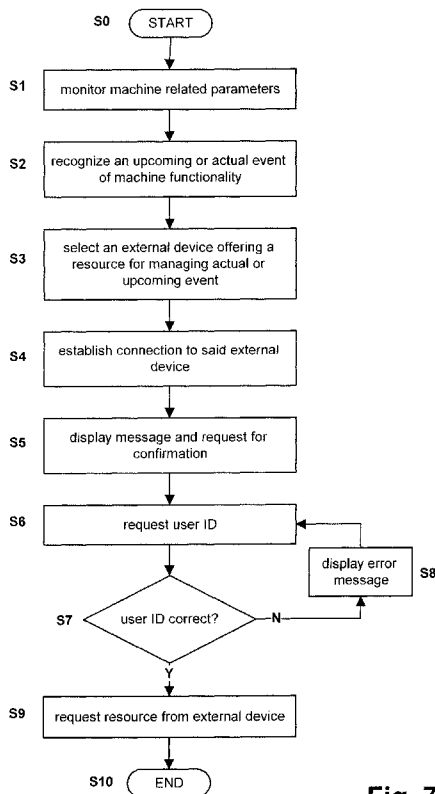 S0 START
S1 monitor machine related parameters
S2 recognize an upcoming or actual event
of machine functionality
S3 select an external device offering a
resource for managing actual or
upcoming event
S4 establish connection to said external
device
S5 display message and request for
confirmation
S6 request user ID
display error
message S8
S7 user ID correct? N
Y
S9 request resource from external device
S10 END
Fig. 7